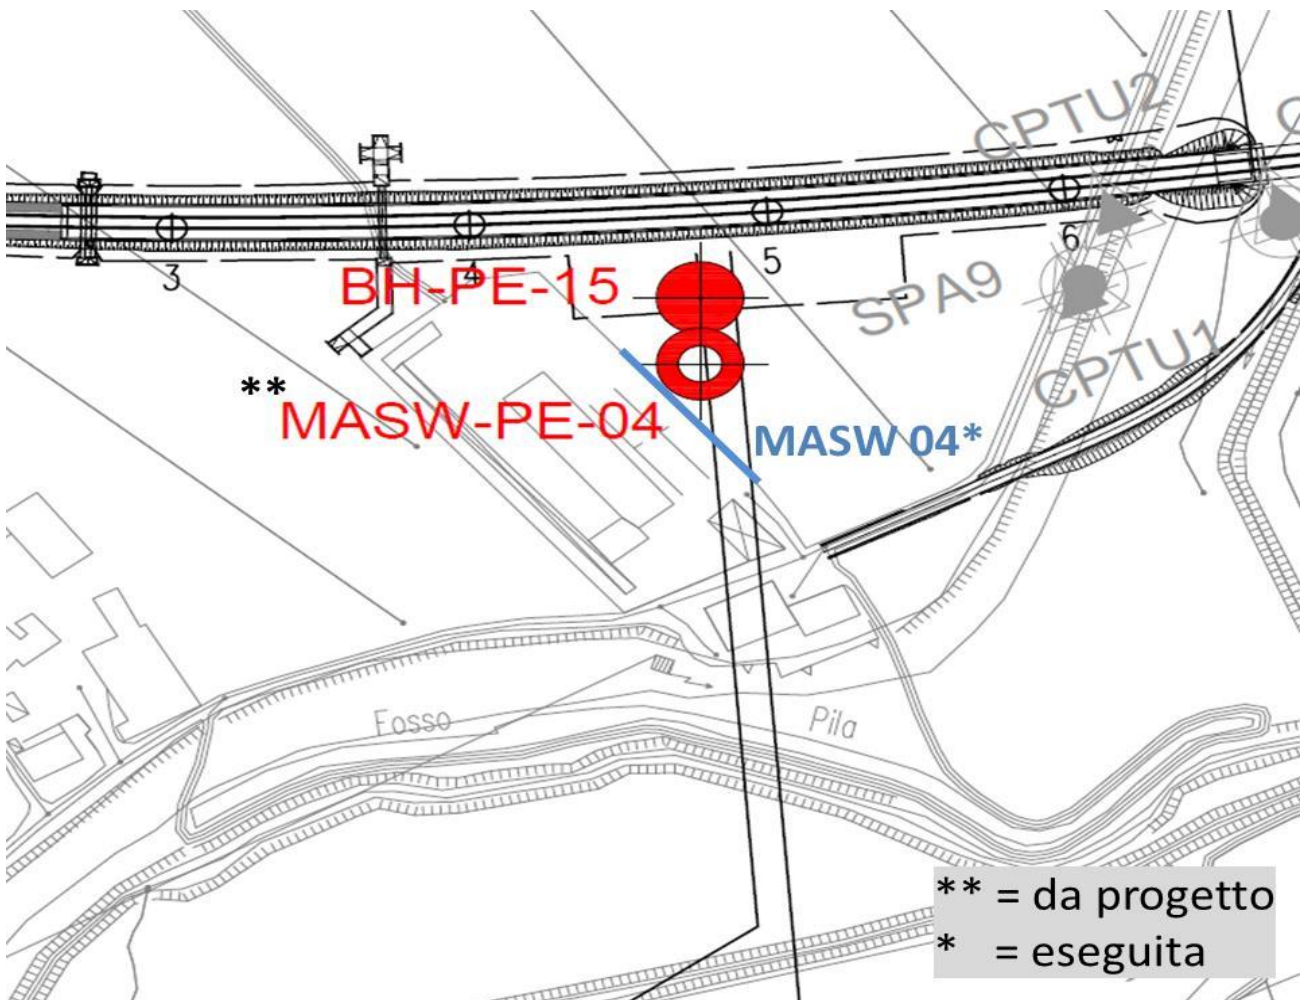 CPTU2
C
3
4
5
6
BH-PE-15
SPA9
CPTU1
**
MASW-PE-04
MASW 04*
Fosso
Pila
** = da progetto
* = eseguita